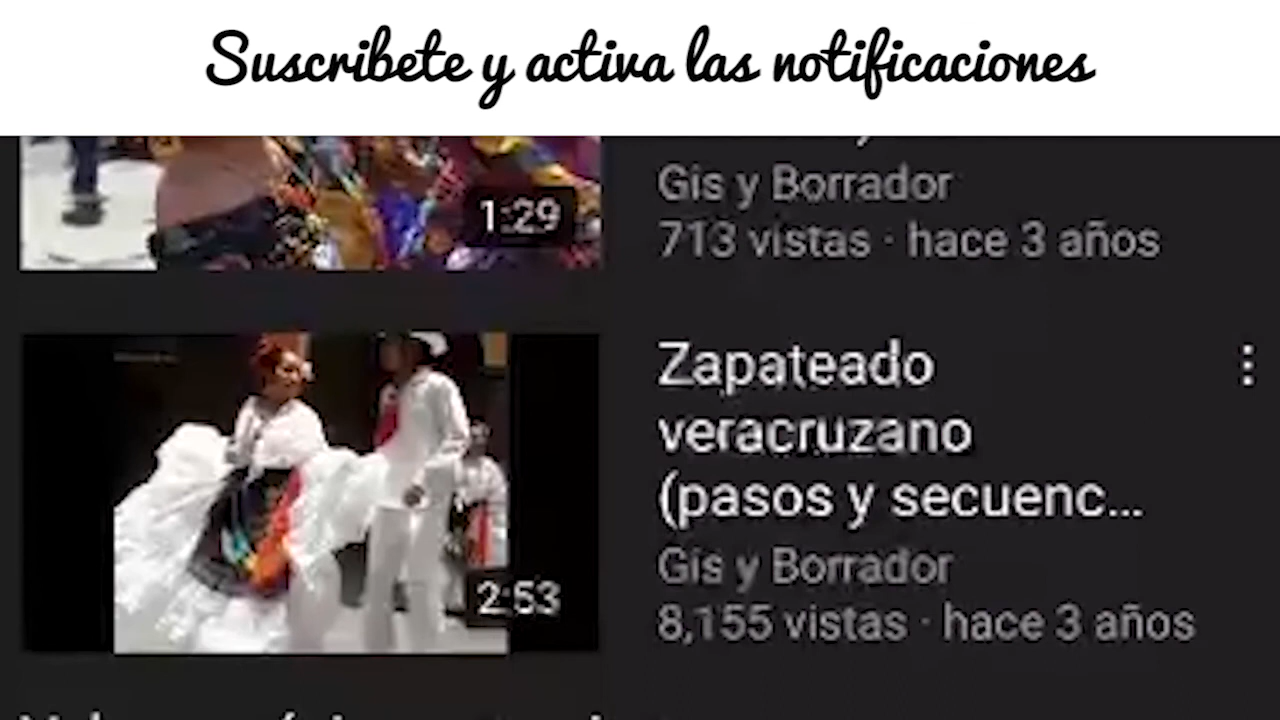 Suscribete y activa las notificaciones
Gis y Borrador
1:29
713 vistas · hace 3 años
Zapateado
veracruzano
(pasos y secuenc...
Gis y Borrador
2:53
8,155 vistas · hace 3 años